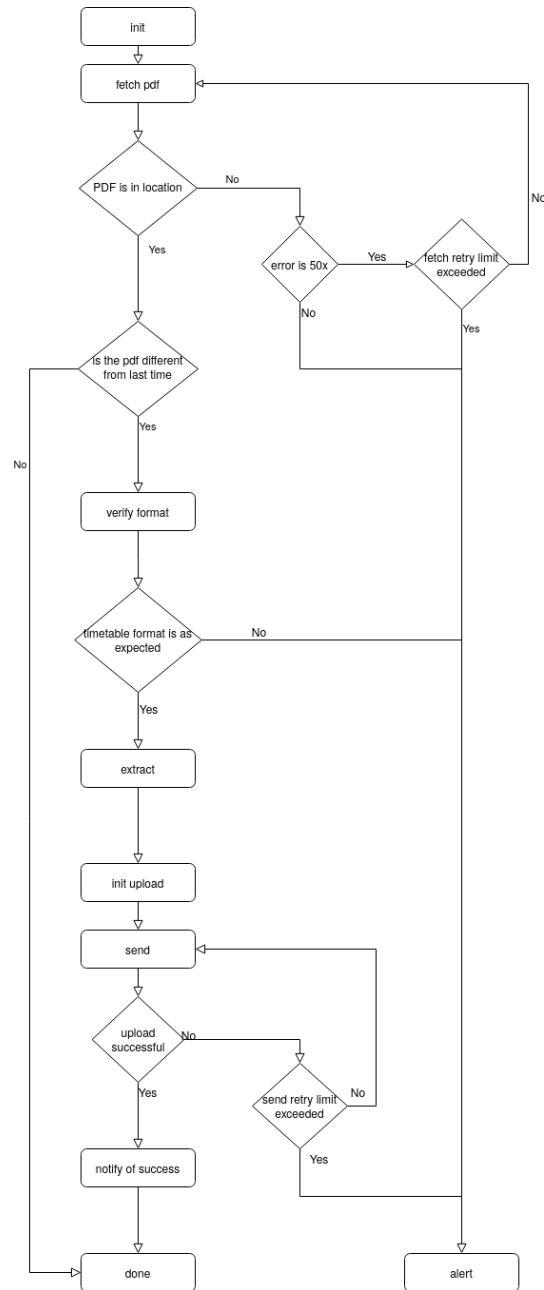 init
fetch pdf
PDF is in location
No
No
Yes
error is 50x
Yes
fetch retry limit
exceeded
No
Yes
is the pdf different
from last time
Yes
No
verify format
timetable format is as
expected
No
Yes
extract
init upload
send
upload
successful
No
Yes
send retry limit
exceeded
No
Yes
notify of success
done
alert